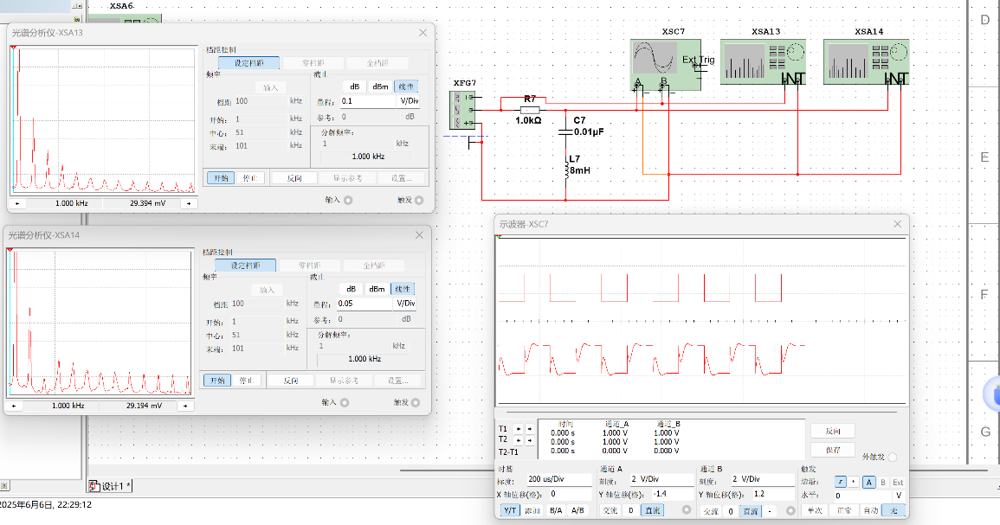 XSA6
光谱分析仪-XSA13
档距控制
设定档距 零档距 全档距
频率
输入
档距 100 kHz
开始: 1 kHz
中心: 51 kHz
末端: 101 kHz
截止
dB dBm 线性
量程: 0.1 V/Div
参考: 0 dB
分解频率:
1 kHz
1.000 kHz
开始 停止 反向 显示参考 设置...
1.000 kHz 29.394 mV
输入 触发
光谱分析仪-XSA14
档距控制
设定档距 零档距 全档距
频率
输入
档距 100 kHz
开始: 1 kHz
中心: 51 kHz
末端: 101 kHz
截止
dB dBm 线性
量程: 0.05 V/Div
参考: 0 dB
分解频率:
1 kHz
1.000 kHz
开始 停止 反向 显示参考 设置...
1.000 kHz 29.194 mV
输入 触发
XSC7 XSA13 XSA14
Ext Trig
A B
IN T IN T
XFG7
R7
1.0kΩ
C7
0.01μF
L7
8mH
D
E
F
G
示波器-XSC7
时间 通道_A 通道_B
T1 0.000 s 1.000 V 1.000 V
T2 0.000 s 1.000 V 1.000 V
T2-T1 0.000 s 0.000 V 0.000 V
反向
保存
外触发
时基
标度: 200 us/Div
X 轴位移(格): 0
Y/T 添加 B/A A/B
通道 A
刻度: 2 V/Div
Y 轴位移(格): -1.4
交流 0 直流
通道 B
刻度: 2 V/Div
Y 轴位移(格): 1.2
交流 0 直流 -
触发
边沿: A B Ext
水平: 0 V
单次 正常 自动 无
图
设计1 *
2025年6月6日, 22:29:12